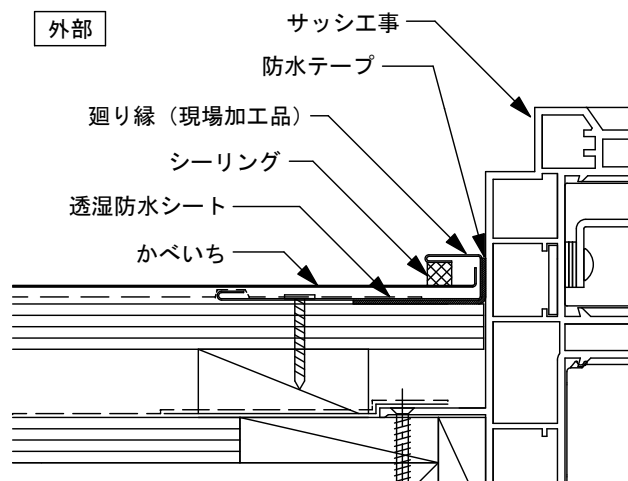 外部
サッシ工事
防水テープ
廻り縁（現場加工品）
シーリング
透湿防水シート
かべいち